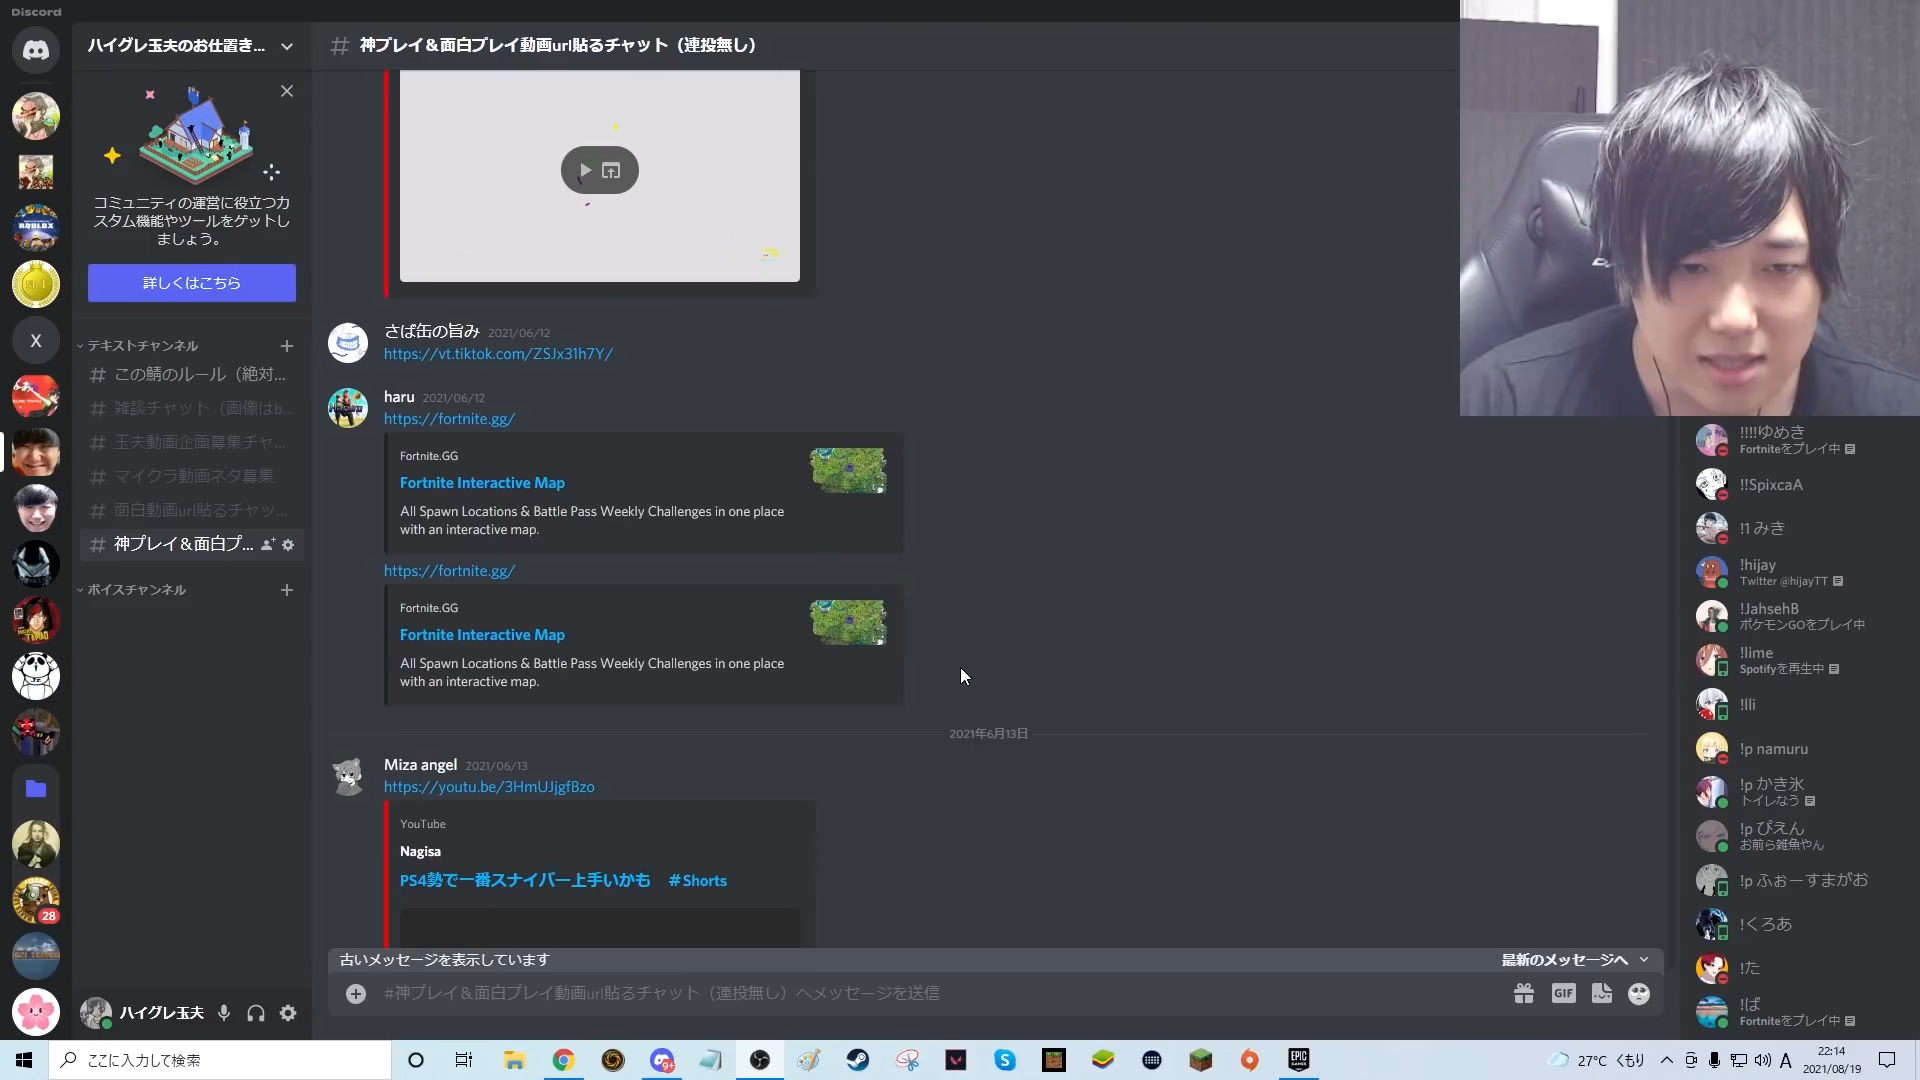 Discord
ハイグレ玉夫のお仕置き...
コミュニティの運営に役立つカ
スタム機能やツールをゲットし
ましょう。
詳しくはこちら
テキストチャンネル
この鯖のルール（絶対...
雑談チャット（画像はb...
玉夫動画企画募集チャ...
マイクラ動画ネタ募集
面白動画url貼るチャッ...
神プレイ＆面白プ...
ボイスチャンネル
ハイグレ玉夫
ROBLOX
X
28
神プレイ＆面白プレイ動画url貼るチャット（連投無し）
さば缶の旨み 2021/06/12
https://vt.tiktok.com/ZSJx31h7Y/
haru 2021/06/12
https://fortnite.gg/
Fortnite.GG
Fortnite Interactive Map
All Spawn Locations & Battle Pass Weekly Challenges in one place
with an interactive map.
https://fortnite.gg/
Fortnite.GG
Fortnite Interactive Map
All Spawn Locations & Battle Pass Weekly Challenges in one place
with an interactive map.
2021年6月13日
Miza angel 2021/06/13
https://youtu.be/3HmUJjgfBzo
YouTube
Nagisa
PS4勢で一番スナイパー上手いかも #Shorts
古いメッセージを表示しています 最新のメッセージへ
#神プレイ＆面白プレイ動画url貼るチャット（連投無し）へメッセージを送信
GIF
!!!!ゆめき
Fortniteをプレイ中
!!SpixcaA
!1 みき
!hijay
Twitter @hijayTT
!JahsehB
ポケモンGOをプレイ中
!lime
Spotifyを再生中
!lli
!p namuru
!p かき氷
トイレなう
!p ぴえん
お前ら雑魚やん
!p ふぉーすまがお
!くろあ
!た
!ぱ
Fortniteをプレイ中
ここに入力して検索
9+
EPIC GAMES
27°C くもり
A
22:14
2021/08/19